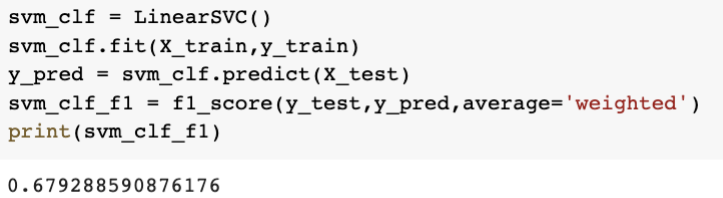 svm_clf = LinearSVC()
svm_clf.fit(X_train,y_train)
y_pred = svm_clf.predict(X_test)
svm_clf_f1 = f1_score(y_test,y_pred,average='weighted')
print(svm_clf_f1)
0.679288590876176